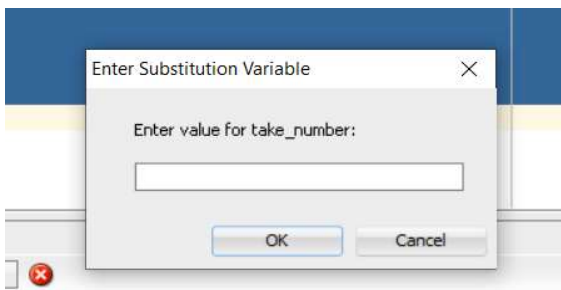 Enter Substitution Variable
Enter value for take_number:
OK
Cancel